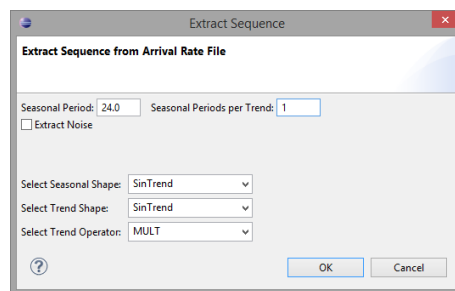 Extract Sequence
Extract Sequence from Arrival Rate File
Seasonal Period: 24.0 Seasonal Periods per Trend: 1
Extract Noise
Select Seasonal Shape: SinTrend
Select Trend Shape: SinTrend
Select Trend Operator: MULT
OK Cancel